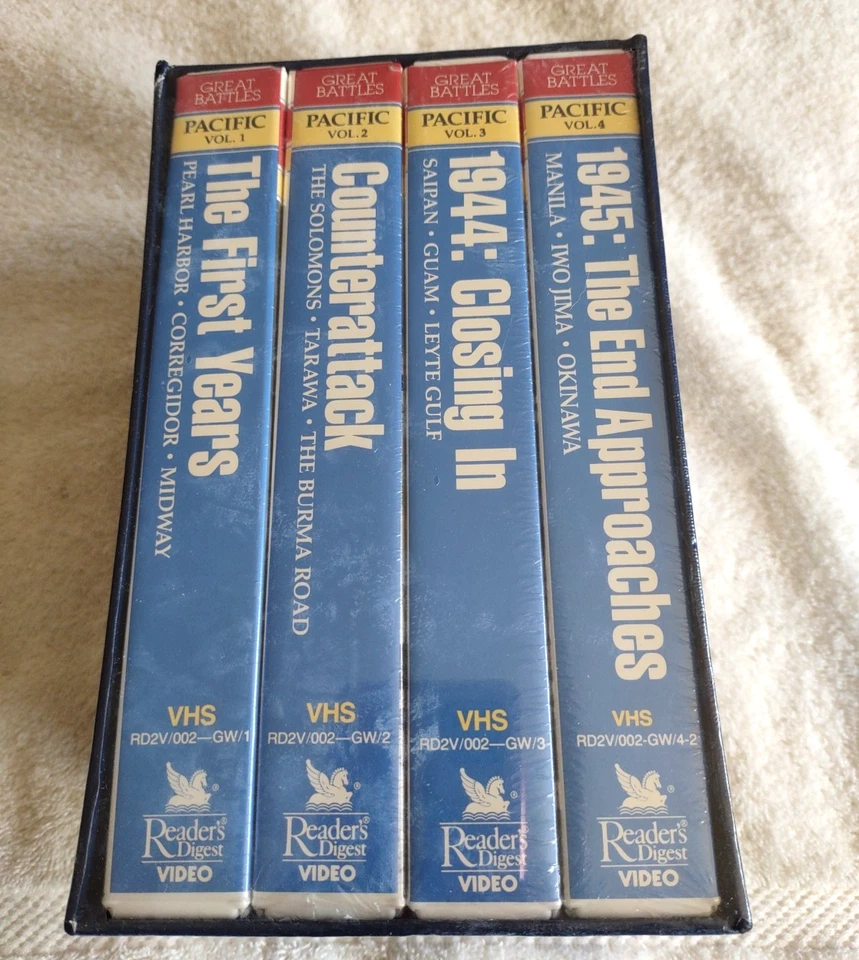 GREAT
BATTLES
PACIFIC
VOL. 1
The First Years
PEARL HARBOR • CORREGIDOR • MIDWAY
VHS
RD2V/002—GW/1
®
Reader's®
Digest
VIDEO
GREAT
BATTLES
PACIFIC
VOL. 2
Counterattack
THE SOLOMONS • TARAWA • THE BURMA ROAD
VHS
RD2V/002—GW/2
®
Reader's®
Digest
VIDEO
GREAT
BATTLES
PACIFIC
VOL. 3
1944: Closing In
SAIPAN • GUAM • LEYTE GULF
VHS
RD2V/002—GW/3
®
Reader's®
Digest
VIDEO
GREAT
BATTLES
PACIFIC
VOL. 4
1945: The End Approaches
MANILA • IWO JIMA • OKINAWA
VHS
RD2V/002-GW/4-2
®
Reader's®
Digest
VIDEO